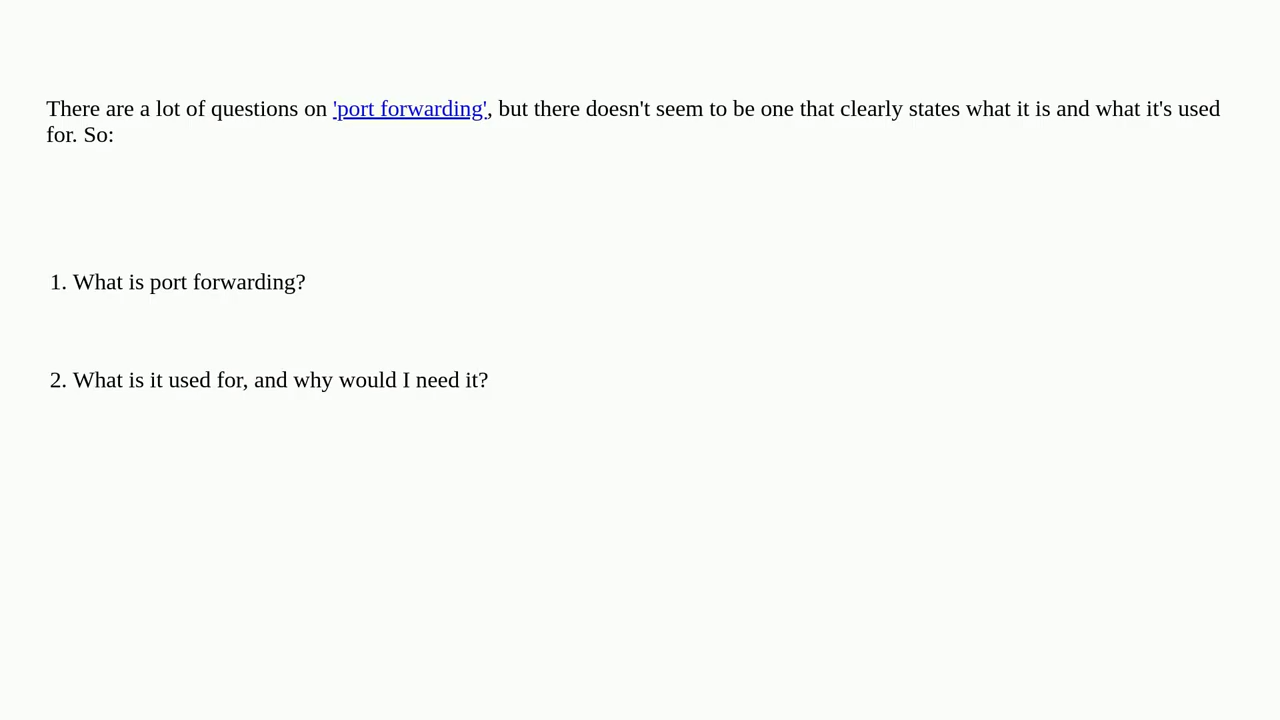 There are a lot of questions on 'port forwarding', but there doesn't seem to be one that clearly states what it is and what it's used
for. So:
1. What is port forwarding?
2. What is it used for, and why would I need it?